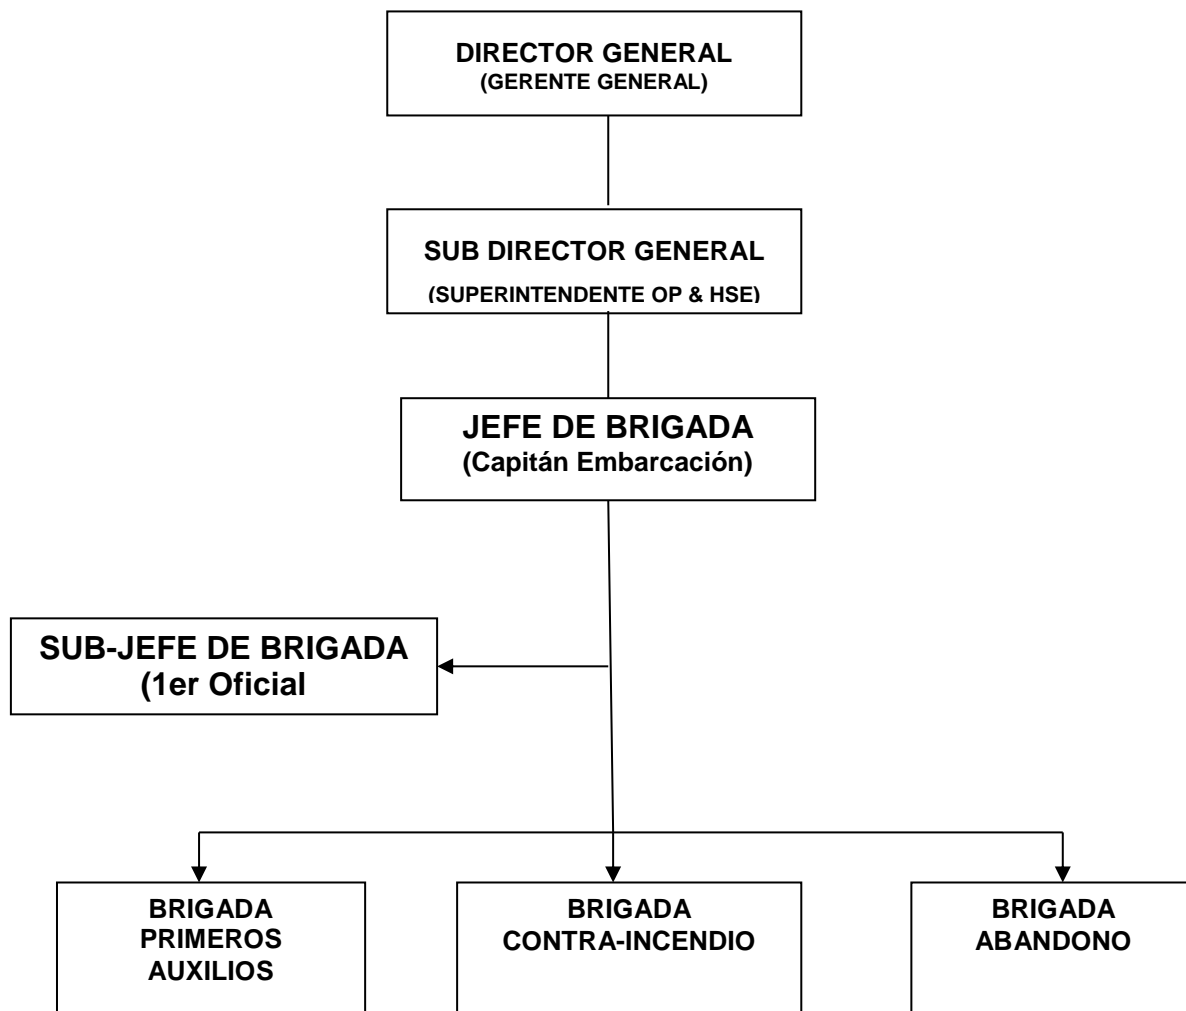 DIRECTOR GENERAL
(GERENTE GENERAL)
SUB DIRECTOR GENERAL
(SUPERINTENDENTE OP & HSE)
JEFE DE BRIGADA
(Capitán Embarcación)
SUB-JEFE DE BRIGADA
(1er Oficial
BRIGADA
PRIMEROS
AUXILIOS
BRIGADA
CONTRA-INCENDIO
BRIGADA
ABANDONO